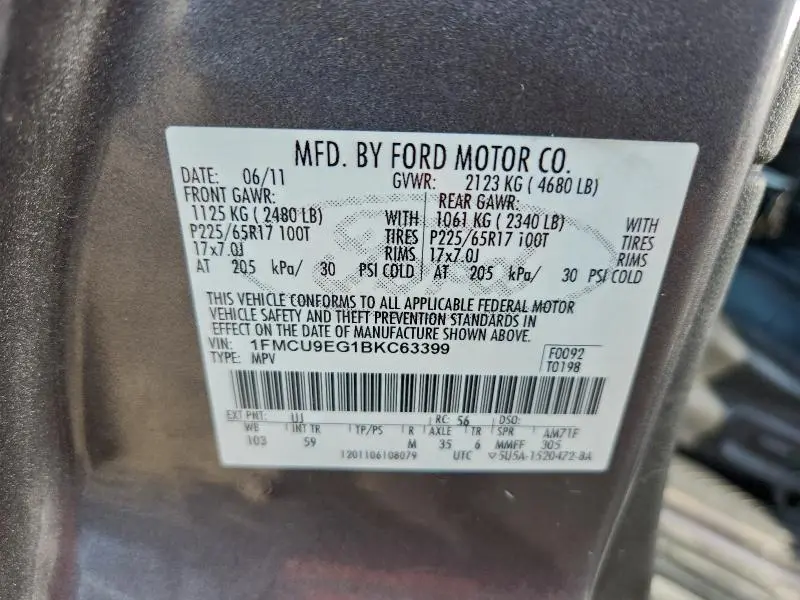 MFD. BY FORD MOTOR CO.
DATE: 06/11 GVWR: 2123 KG ( 4680 LB)
FRONT GAWR: REAR GAWR:
1125 KG ( 2480 LB) WITH 1061 KG ( 2340 LB) WITH
P225/65R17 100T TIRES P225/65R17 100T TIRES
17x7.0J RIMS 17x7.0J RIMS
AT 205 kPa/ 30 PSI COLD AT 205 kPa/ 30 PSI COLD
THIS VEHICLE CONFORMS TO ALL APPLICABLE FEDERAL MOTOR
VEHICLE SAFETY AND THEFT PREVENTION STANDARDS IN
EFFECT ON THE DATE OF MANUFACTURE SHOWN ABOVE.
VIN: 1FMCU9EG1BKC63399 F0092
TYPE: MPV T0198
EXT PNT: UJ RC: 56 DSO:
WB INT TR TP/PS R AXLE TR SPR AM71F
103 59 M 35 6 MMFF 305
1201106108079 UTC ▽5U5A-1520472-BA